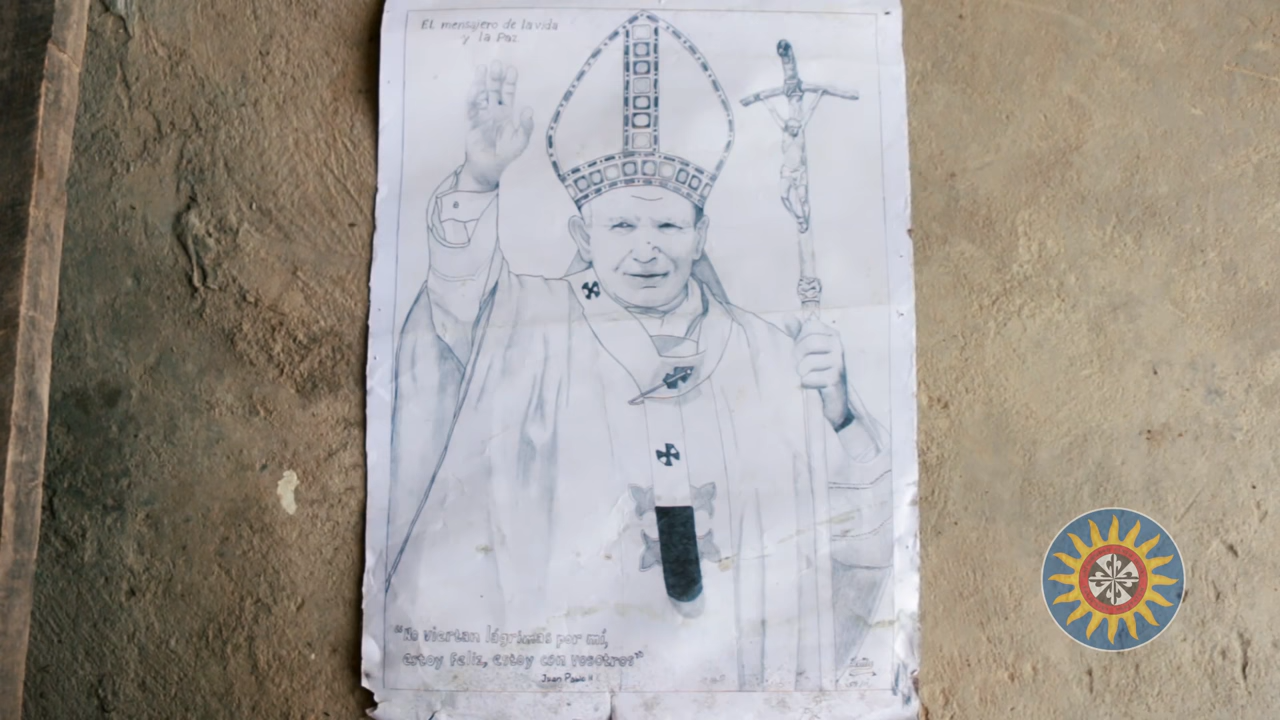 El mensajero de la vida
y la Paz
"No viertan lágrimas por mí,
estoy Feliz, estoy con vosotros"
Juan Pablo II